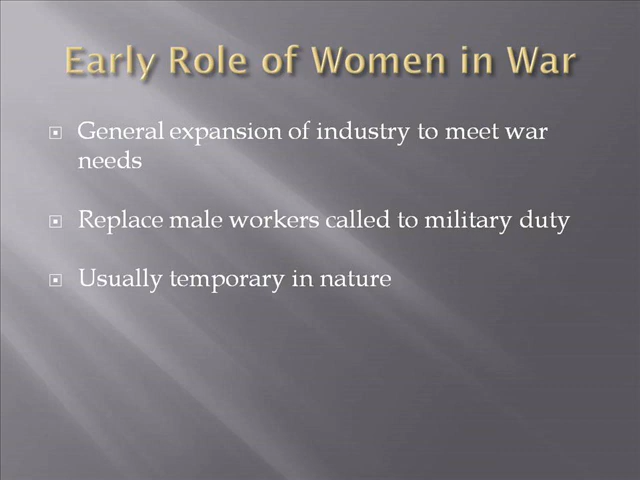 Early Role of Women in War
General expansion of industry to meet war
needs
Replace male workers called to military duty
Usually temporary in nature